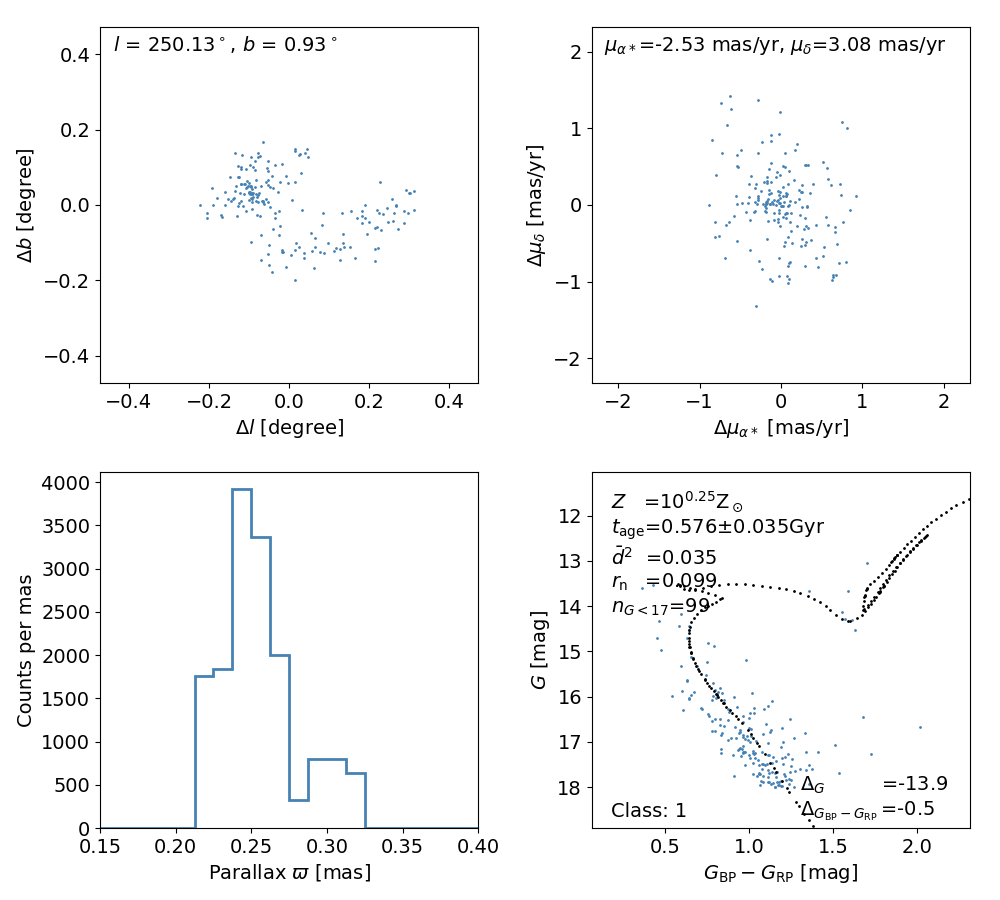 l = 250.13°, b = 0.93°
0.4
0.2
0.0
−0.2
−0.4
Δb [degree]
−0.4 −0.2 0.0 0.2 0.4
Δl [degree]
μα*=-2.53 mas/yr, μδ=3.08 mas/yr
2
1
0
−1
−2
Δμδ [mas/yr]
−2 −1 0 1 2
Δμα* [mas/yr]
4000
3500
3000
2500
2000
1500
1000
500
0
Counts per mas
0.15 0.20 0.25 0.30 0.35 0.40
Parallax ϖ [mas]
Z =10^0.25 Z⊙
t_age=0.576±0.035Gyr
d̄² =0.035
r_n =0.099
n_G<17=99
12
13
14
15
16
17
18
G [mag]
Δ_G =-13.9
Δ_GBP−GRP =-0.5
Class: 1
0.5 1.0 1.5 2.0
G_BP − G_RP [mag]